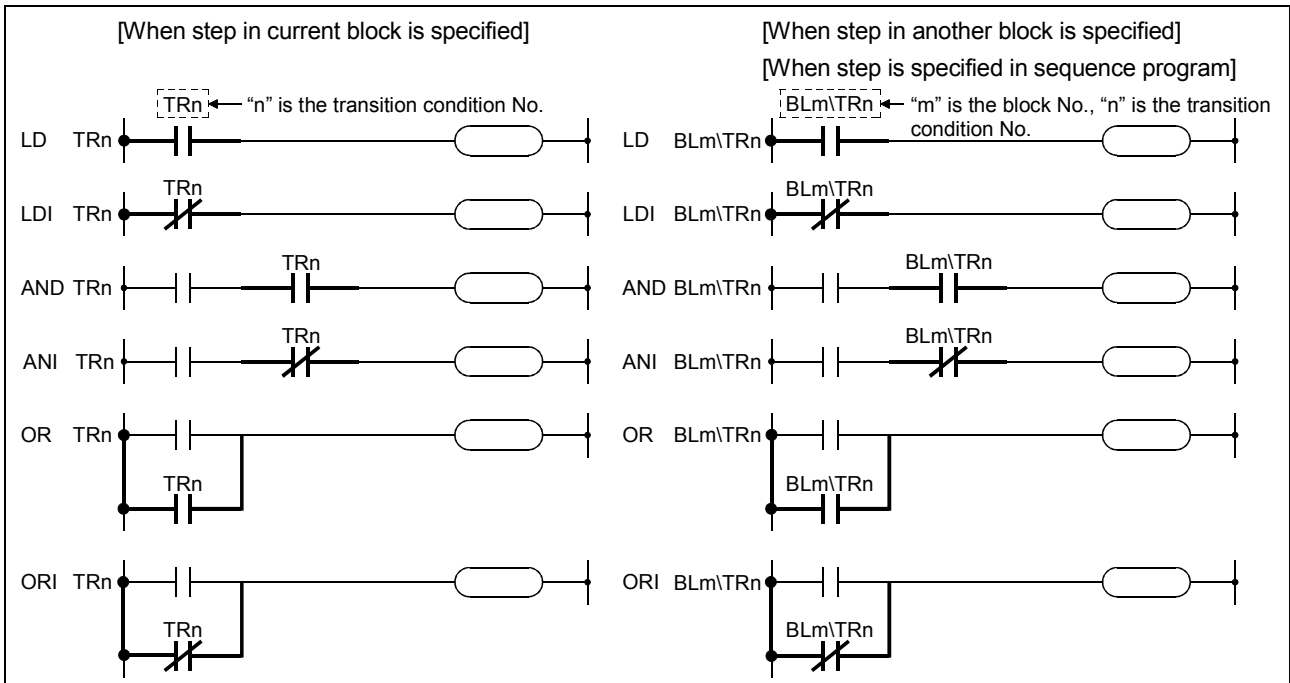 [When step in current block is specified]
TRn
“n” is the transition condition No.
LD TRn
TRn
LDI TRn
TRn
AND TRn
TRn
ANI TRn
OR TRn
TRn
ORI TRn
TRn
[When step in another block is specified]
[When step is specified in sequence program]
BLm\TRn
“m” is the block No., “n” is the transition
condition No.
LD BLm\TRn
BLm\TRn
LDI BLm\TRn
BLm\TRn
AND BLm\TRn
BLm\TRn
ANI BLm\TRn
OR BLm\TRn
BLm\TRn
ORI BLm\TRn
BLm\TRn